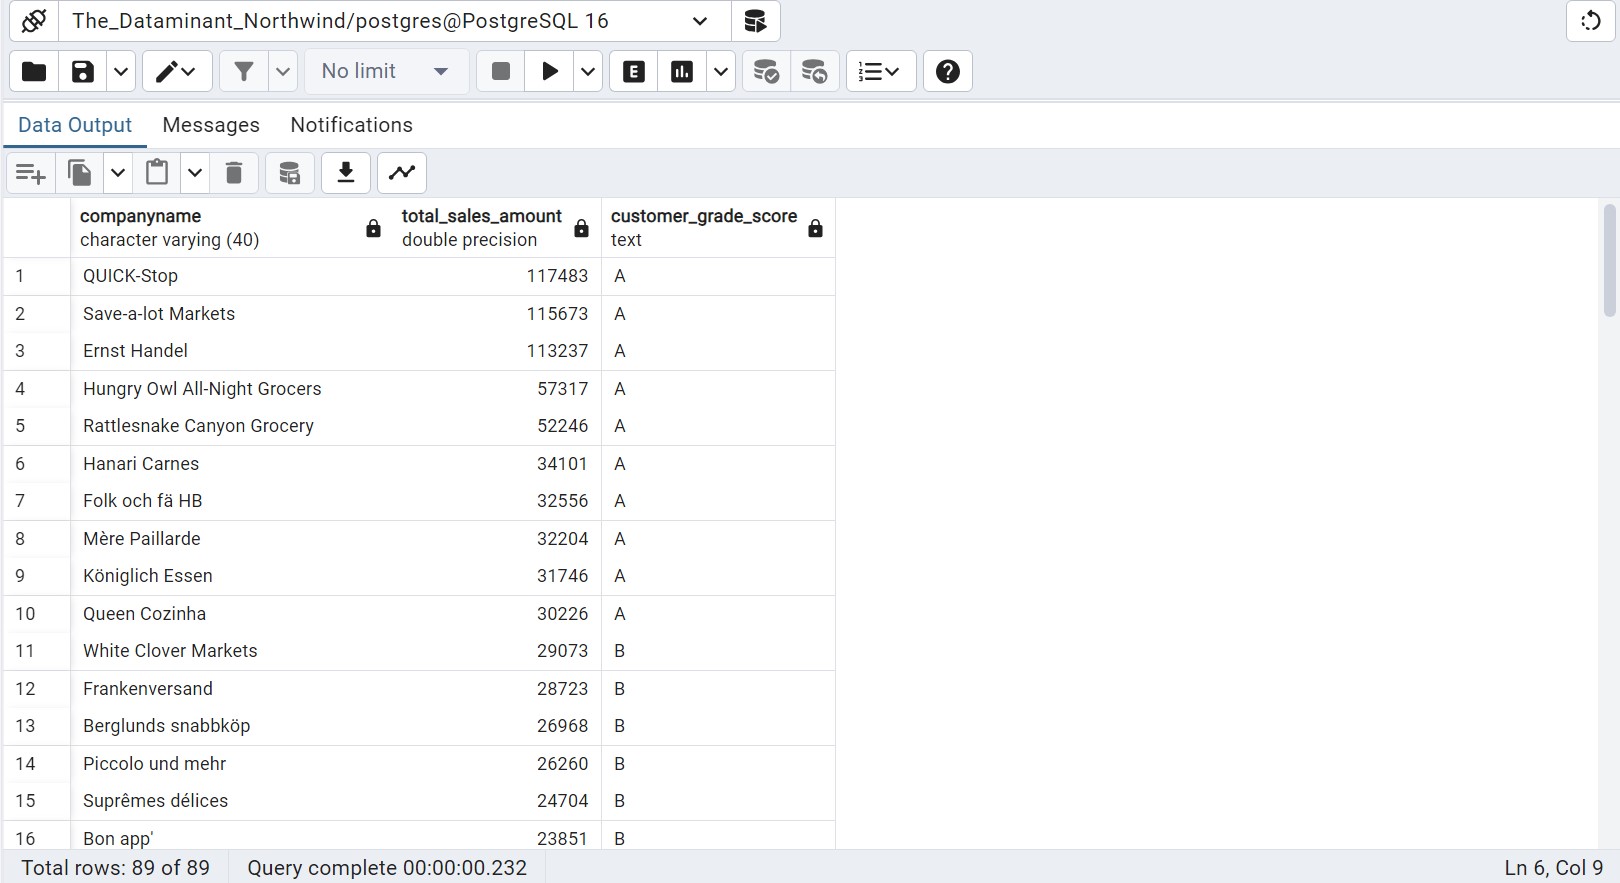 The_Dataminant_Northwind/postgres@PostgreSQL 16
No limit
E
Data Output Messages Notifications
companyname total_sales_amount customer_grade_score
character varying (40) double precision text
1 QUICK-Stop 117483 A
2 Save-a-lot Markets 115673 A
3 Ernst Handel 113237 A
4 Hungry Owl All-Night Grocers 57317 A
5 Rattlesnake Canyon Grocery 52246 A
6 Hanari Carnes 34101 A
7 Folk och fä HB 32556 A
8 Mère Paillarde 32204 A
9 Königlich Essen 31746 A
10 Queen Cozinha 30226 A
11 White Clover Markets 29073 B
12 Frankenversand 28723 B
13 Berglunds snabbköp 26968 B
14 Piccolo und mehr 26260 B
15 Suprêmes délices 24704 B
16 Bon app' 23851 B
Total rows: 89 of 89 Query complete 00:00:00.232 Ln 6, Col 9